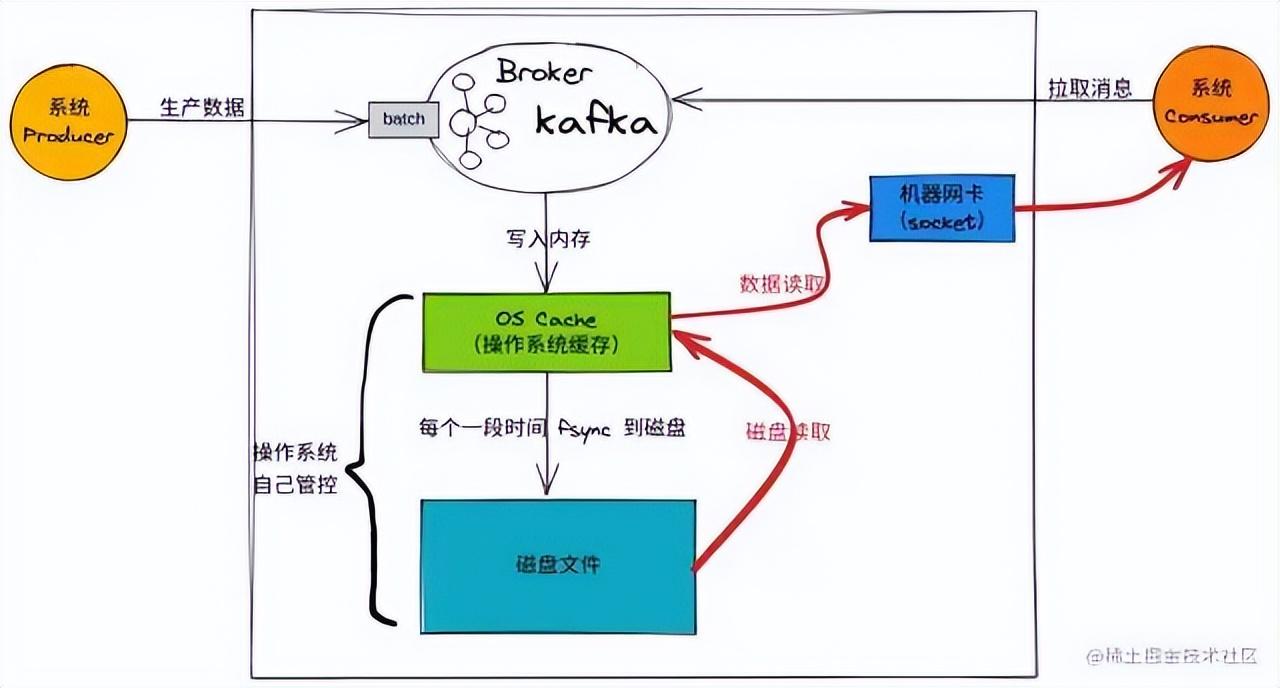 Broker
kafka
batch
系统
Producer
生产数据
拉取消息
系统
Consumer
机器网卡
(socket)
写入内存
数据读取
OS Cache
(操作系统缓存)
每个一段时间 fsync 到磁盘
磁盘读取
操作系统
自己管控
磁盘文件
@稀土掘金技术社区